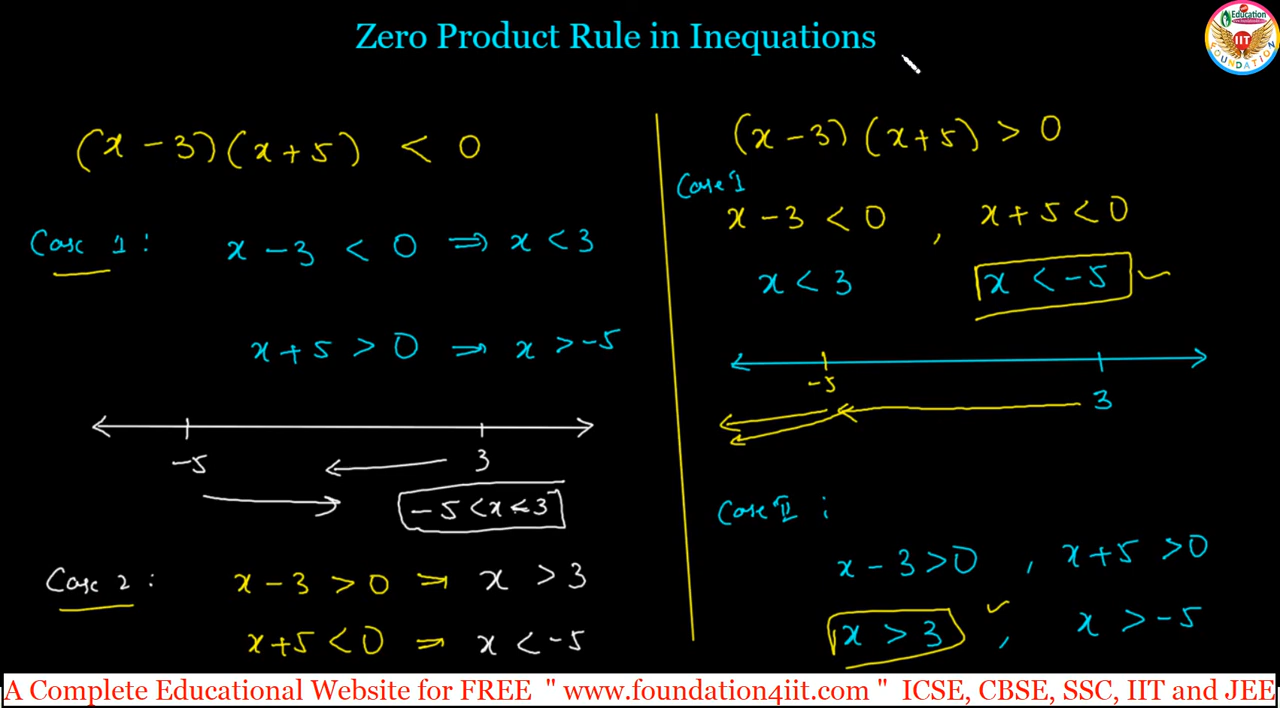 Zero Product Rule in Inequations
Education
IIT
FOUNDATION
(x - 3)(x + 5) < 0
Case 1 :
x - 3 < 0 ⇒ x < 3
x + 5 > 0 ⇒ x > -5
-5 3
-5 < x < 3
Case 2 :
x - 3 > 0 ⇒ x > 3
x + 5 < 0 ⇒ x < -5
(x - 3) (x + 5) > 0
Case I
x - 3 < 0 , x + 5 < 0
x < 3 x < -5 ✓
-5 3
Case II :
x - 3 > 0 , x + 5 > 0
x > 3 ✓ , x > -5
A Complete Educational Website for FREE " www.foundation4iit.com " ICSE, CBSE, SSC, IIT and JEE